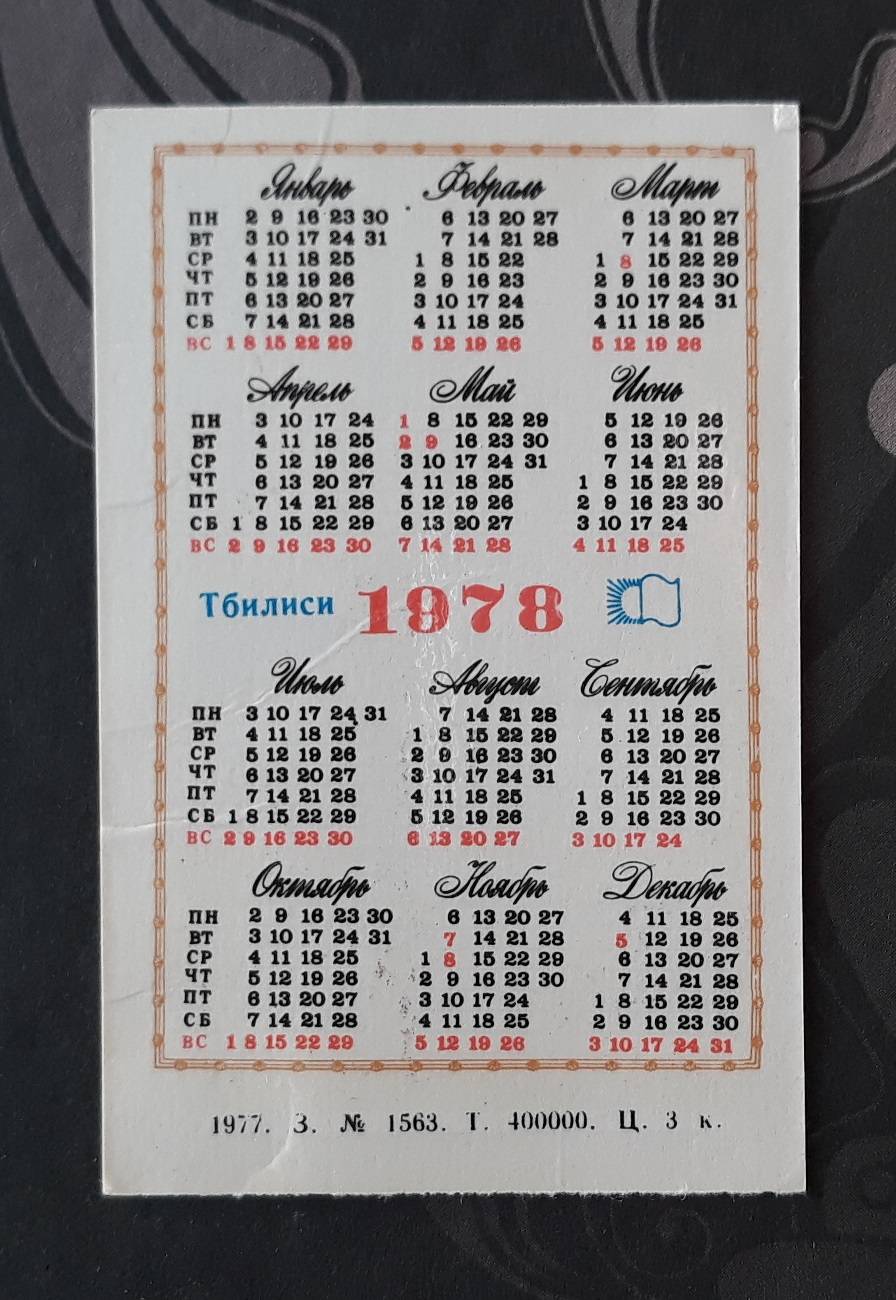 Январь Февраль Март
ПН 2 9 16 23 30 6 13 20 27 6 13 20 27
ВТ 3 10 17 24 31 7 14 21 28 7 14 21 28
СР 4 11 18 25 1 8 15 22 1 8 15 22 29
ЧТ 5 12 19 26 2 9 16 23 2 9 16 23 30
ПТ 6 13 20 27 3 10 17 24 3 10 17 24 31
СБ 7 14 21 28 4 11 18 25 4 11 18 25
ВС 1 8 15 22 29 5 12 19 26 5 12 19 26
Апрель Май Июнь
ПН 3 10 17 24 1 8 15 22 29 5 12 19 26
ВТ 4 11 18 25 2 9 16 23 30 6 13 20 27
СР 5 12 19 26 3 10 17 24 31 7 14 21 28
ЧТ 6 13 20 27 4 11 18 25 1 8 15 22 29
ПТ 7 14 21 28 5 12 19 26 2 9 16 23 30
СБ 1 8 15 22 29 6 13 20 27 3 10 17 24
ВС 2 9 16 23 30 7 14 21 28 4 11 18 25
Тбилиси 1978
Июль Август Сентябрь
ПН 3 10 17 24 31 7 14 21 28 4 11 18 25
ВТ 4 11 18 25 1 8 15 22 29 5 12 19 26
СР 5 12 19 26 2 9 16 23 30 6 13 20 27
ЧТ 6 13 20 27 3 10 17 24 31 7 14 21 28
ПТ 7 14 21 28 4 11 18 25 1 8 15 22 29
СБ 1 8 15 22 29 5 12 19 26 2 9 16 23 30
ВС 2 9 16 23 30 6 13 20 27 3 10 17 24
Октябрь Ноябрь Декабрь
ПН 2 9 16 23 30 6 13 20 27 4 11 18 25
ВТ 3 10 17 24 31 7 14 21 28 5 12 19 26
СР 4 11 18 25 1 8 15 22 29 6 13 20 27
ЧТ 5 12 19 26 2 9 16 23 30 7 14 21 28
ПТ 6 13 20 27 3 10 17 24 1 8 15 22 29
СБ 7 14 21 28 4 11 18 25 2 9 16 23 30
ВС 1 8 15 22 29 5 12 19 26 3 10 17 24 31
1977. З. № 1563. Т. 400000. Ц. 3 к.